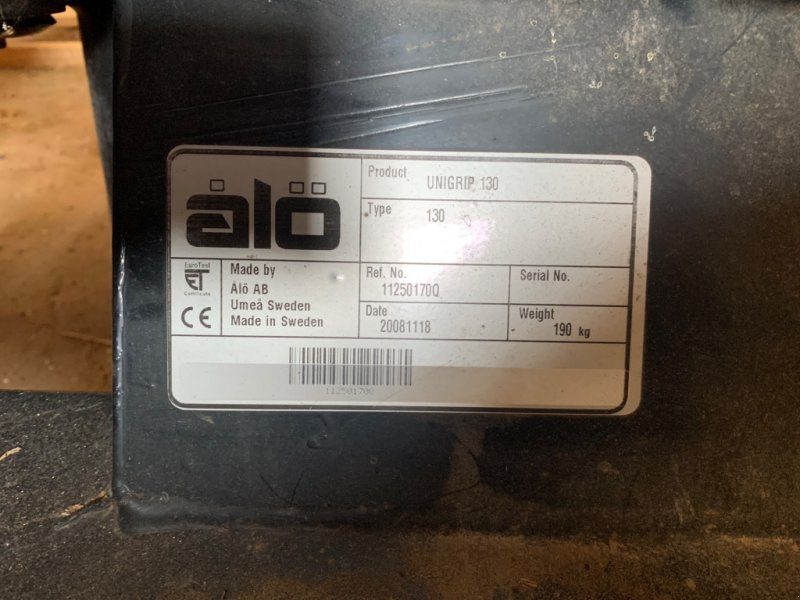 ålö
Product UNIGRIP 130
Type 130
EuroTest
ET
Certificate
CE
Made by
Ålö AB
Umeå Sweden
Made in Sweden
Ref. No. 11250170Q
Serial No.
Date 20081118
Weight 190 kg
112501700